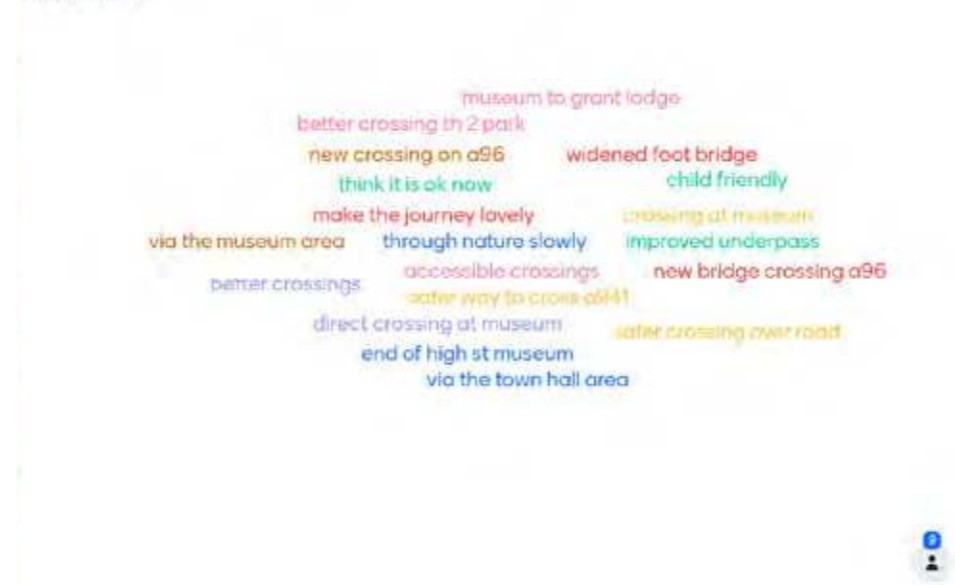 museum to grant lodge
better crossing th 2 park
new crossing on a96 widened foot bridge
think it is ok now child friendly
make the journey lovely crossing at museum
via the museum area through nature slowly improved underpass
accessible crossings new bridge crossing a96
better crossings
safer way to cross
direct crossing at museum safer crossing over road
end of high st museum
via the town hall area